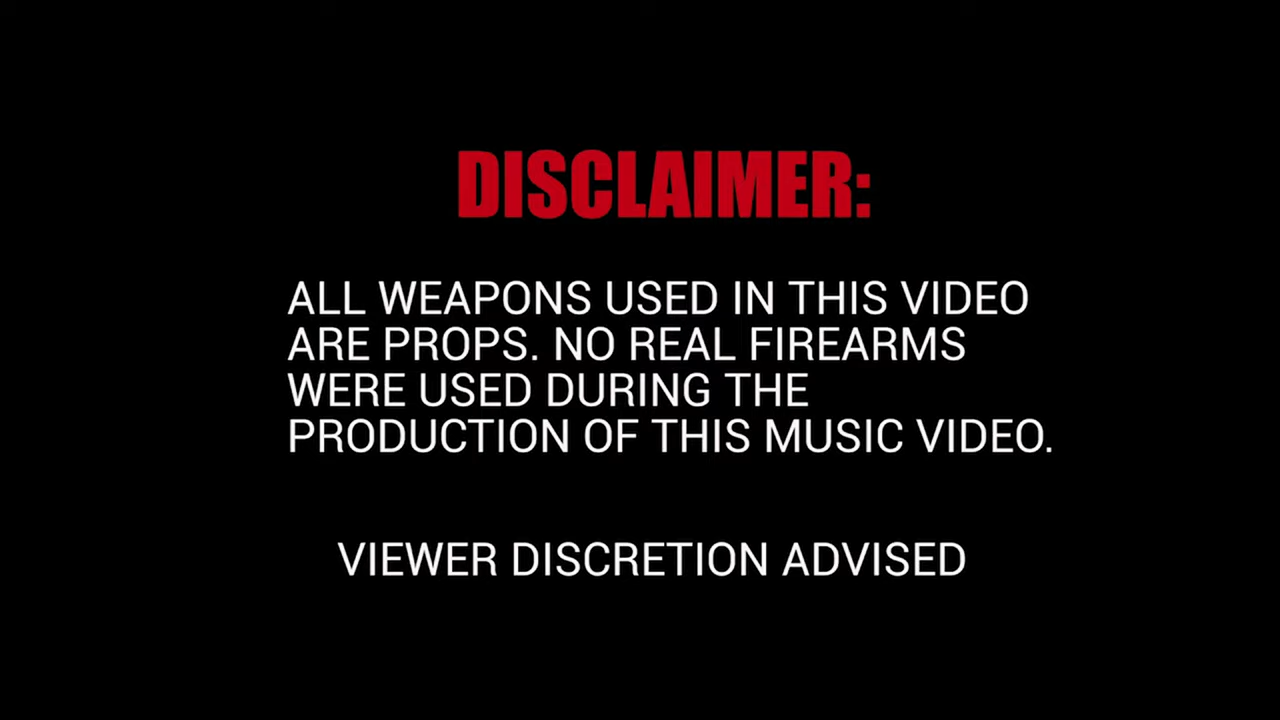 DISCLAIMER:
ALL WEAPONS USED IN THIS VIDEO
ARE PROPS. NO REAL FIREARMS
WERE USED DURING THE
PRODUCTION OF THIS MUSIC VIDEO.
VIEWER DISCRETION ADVISED